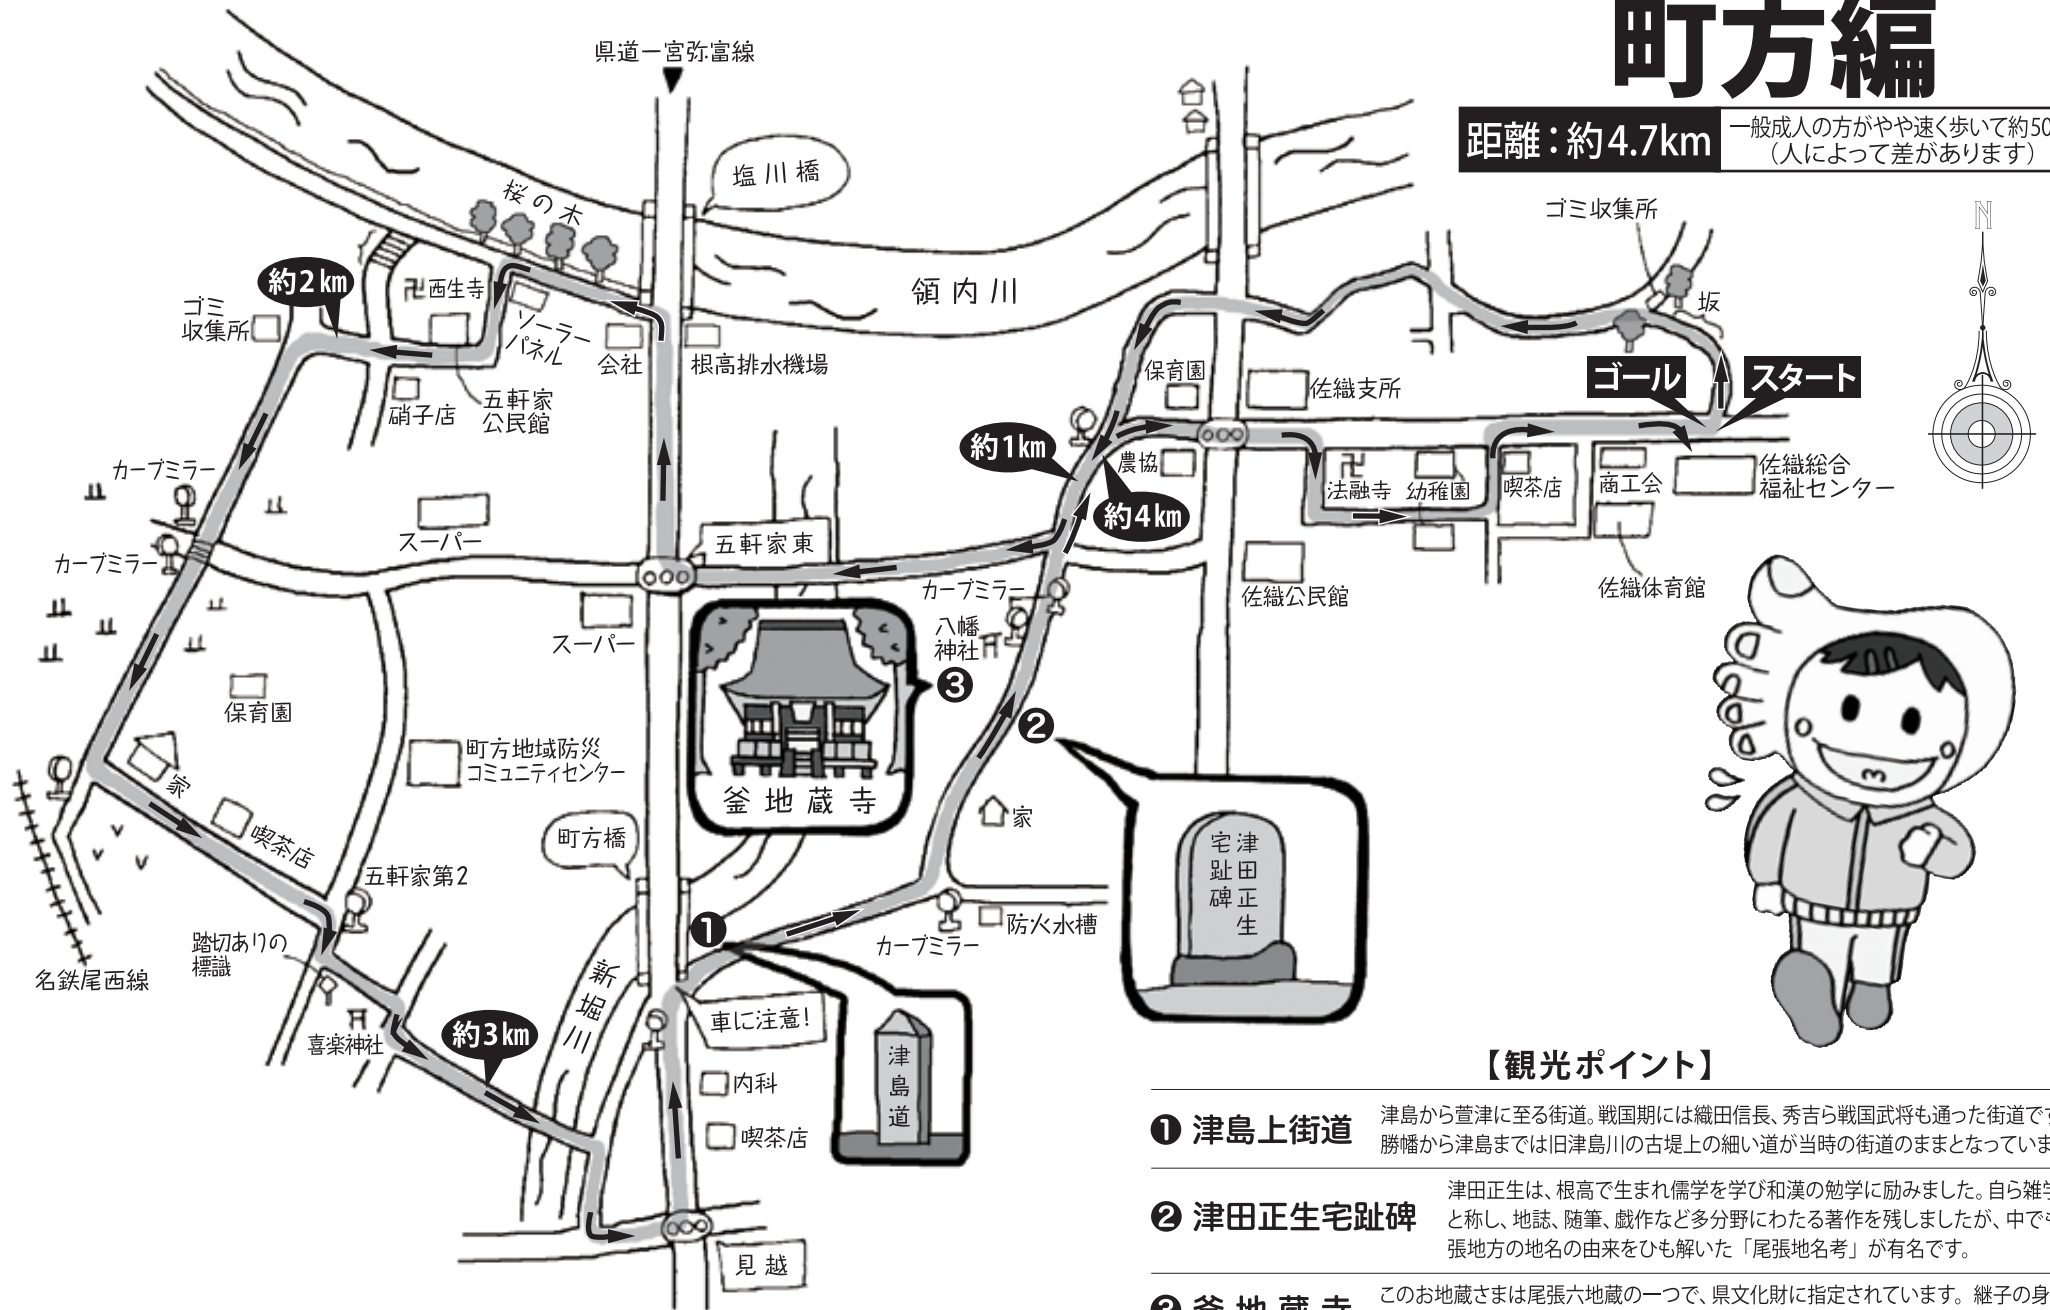 町方編
距離：約4.7km
一般成人の方がやや速く歩いて約50
（人によって差があります）
県道一宮弥富線
塩川橋
桜の木
領内川
ゴミ収集所
N
坂
約2km
ゴミ
収集所
卍西生寺
ソーラー
パネル
会社
根高排水機場
硝子店
五軒家
公民館
保育園
佐織支所
ゴール
スタート
約1km
農協
約4km
卍
法融寺
幼稚園
喫茶店
商工会
佐織総合
福祉センター
佐織体育館
佐織公民館
カーブミラー
カーブミラー
スーパー
五軒家東
スーパー
カーブミラー
八幡
神社
❸
❷
釜地蔵寺
保育園
家
町方地域防災
コミュニティセンター
喫茶店
町方橋
家
津田正生
宅趾碑
五軒家第2
❶
カーブミラー
防火水槽
踏切ありの
標識
名鉄尾西線
新堀川
喜楽神社
約3km
車に注意！
内科
喫茶店
津島道
見越
【観光ポイント】
❶ 津島上街道
津島から萱津に至る街道。戦国期には織田信長、秀吉ら戦国武将も通った街道です
勝幡から津島までは旧津島川の古堤上の細い道が当時の街道のままとなっていま
❷ 津田正生宅趾碑
津田正生は、根高で生まれ儒学を学び和漢の勉学に励みました。自ら雑学
と称し、地誌、随筆、戯作など多分野にわたる著作を残しましたが、中でも
張地方の地名の由来をひも解いた「尾張地名考」が有名です。
❸ 釜地蔵寺
このお地蔵さまは尾張六地蔵の一つで、県文化財に指定されています。継子の身